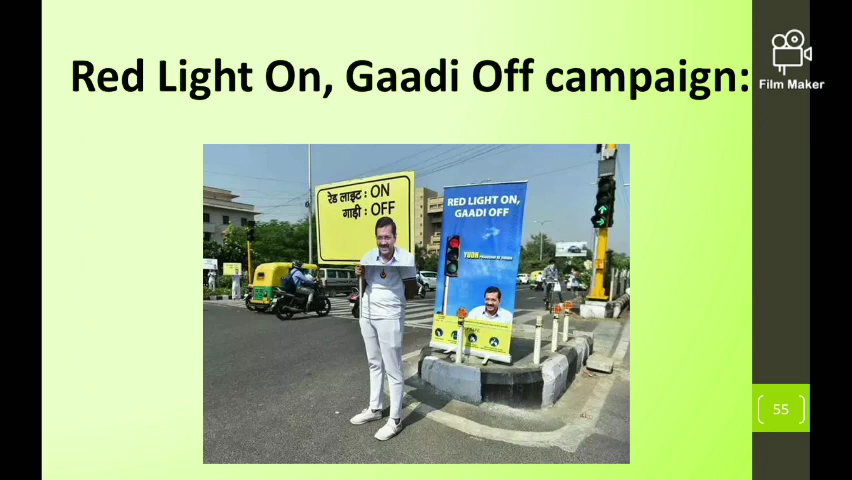 Red Light On, Gaadi Off campaign:
Film Maker
रेड लाइट : ON
गाड़ी : OFF
RED LIGHT ON,
GAADI OFF
55